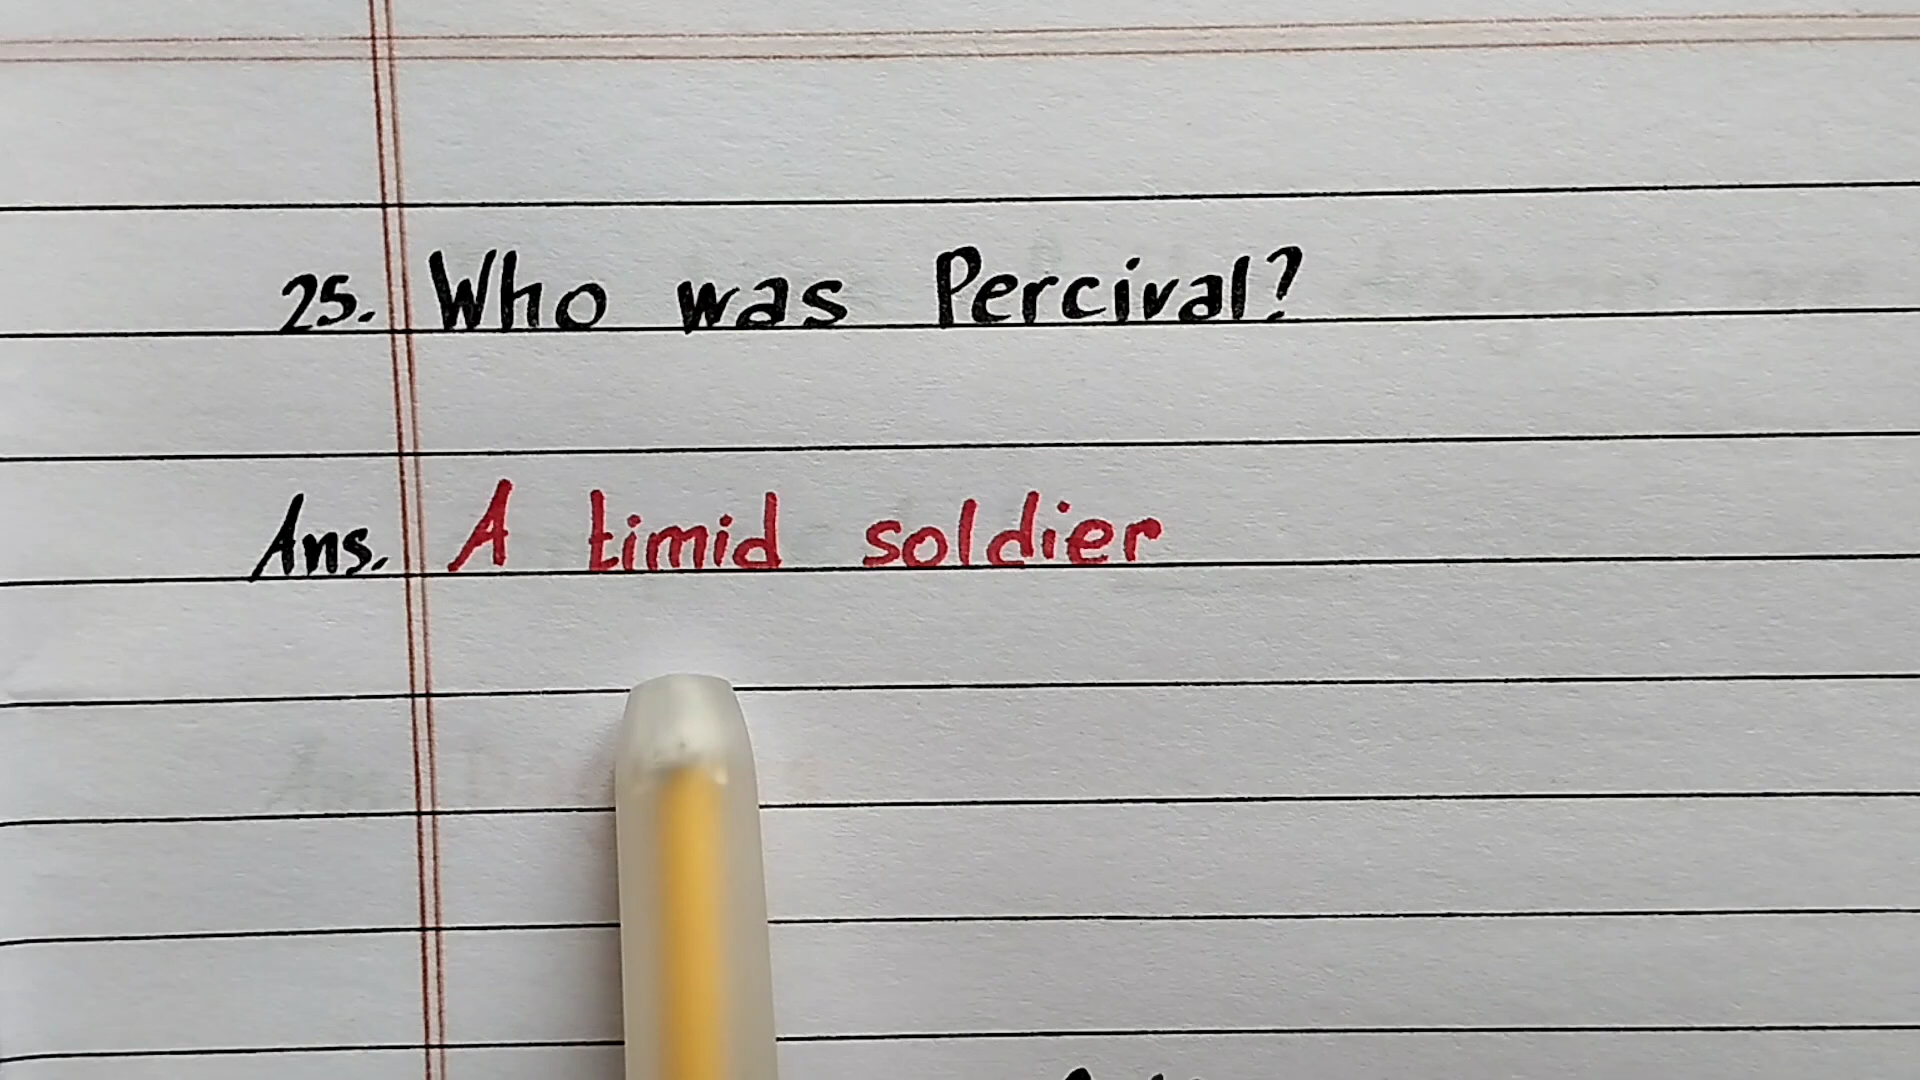 25. Who was Percival?
Ans. A timid soldier